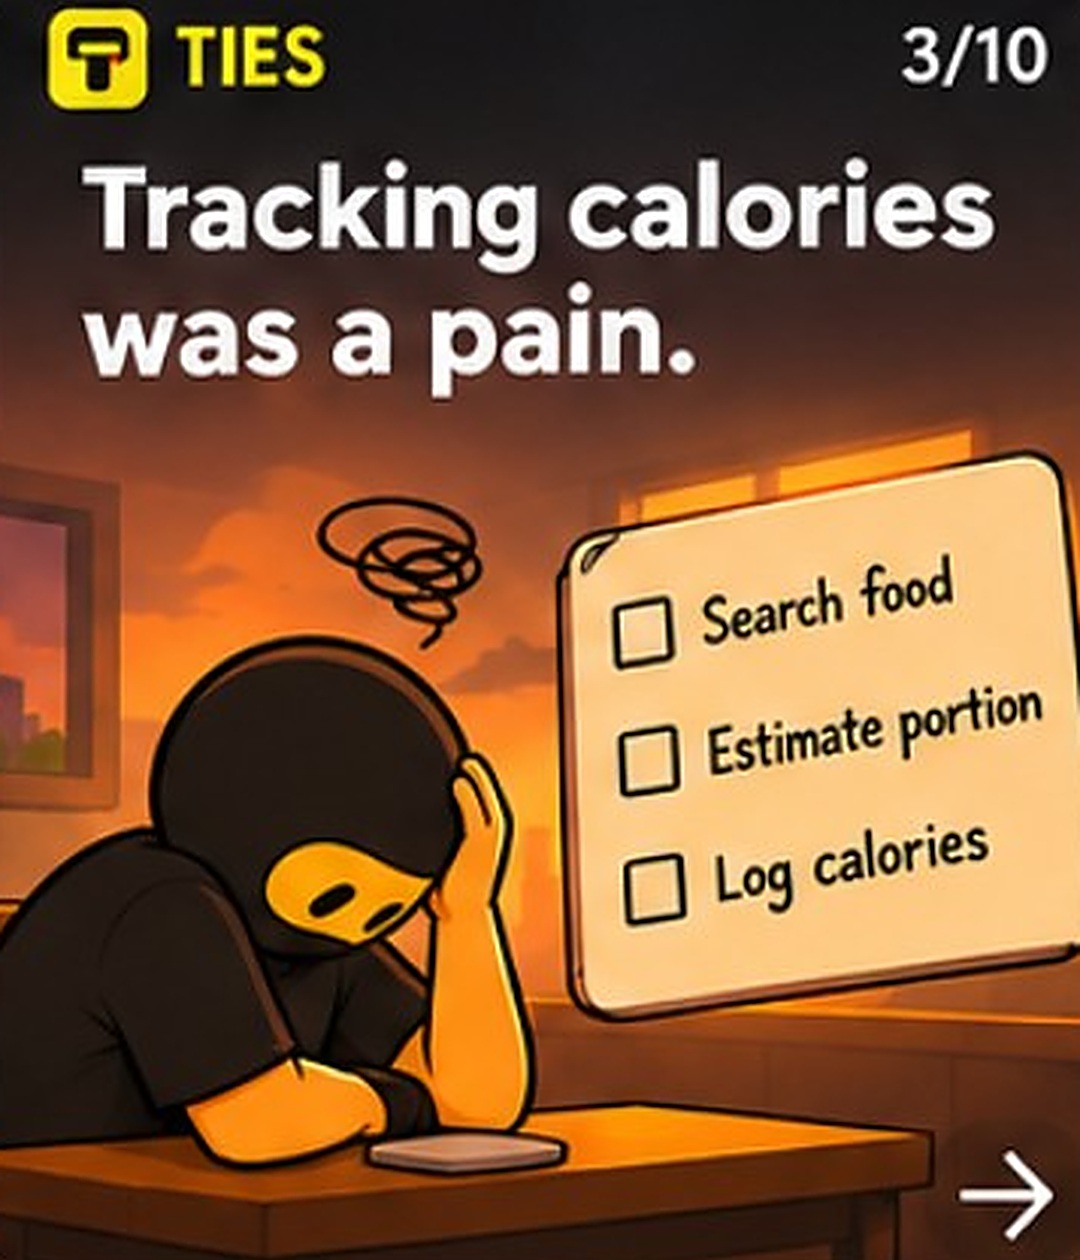 TIES
3/10
Tracking calories
was a pain.
Search food
Estimate portion
Log calories